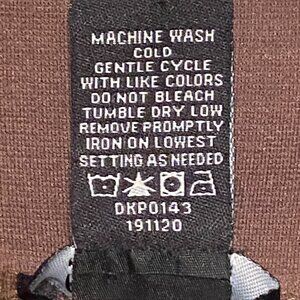 MACHINE WASH
COLD
GENTLE CYCLE
WITH LIKE COLORS
DO NOT BLEACH
TUMBLE DRY LOW
REMOVE PROMPTLY
IRON ON LOWEST
SETTING AS NEEDED
DKP0143
191120